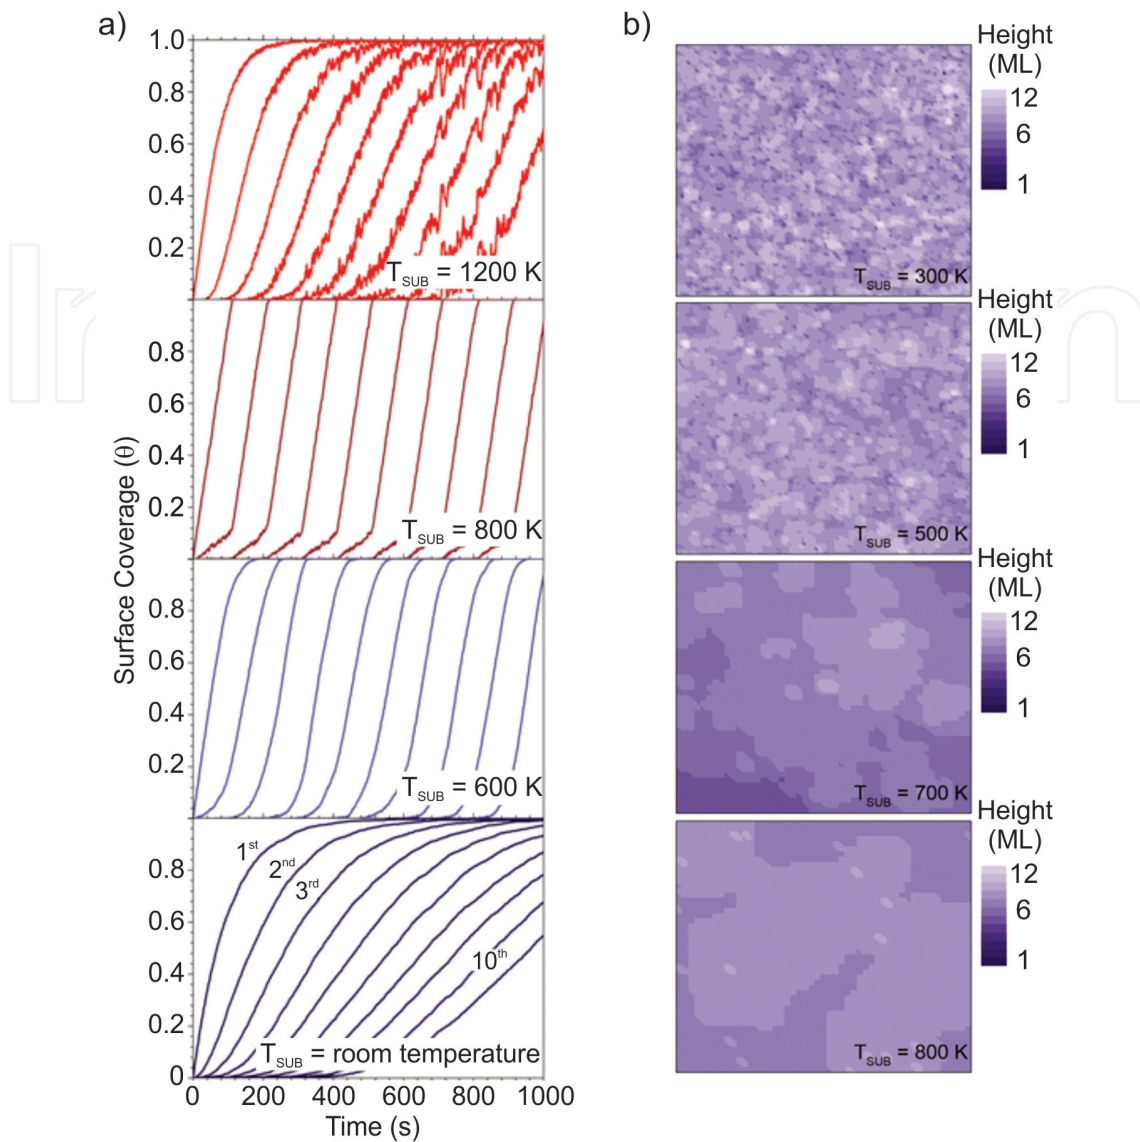 a)
1.0
0.8
0.6
0.4
0.2
T_SUB = 1200 K
0.8
0.6
0.4
0.2
T_SUB = 800 K
0.8
0.6
0.4
0.2
T_SUB = 600 K
1st
2nd
3rd
10th
0.8
0.6
0.4
0.2
0
T_SUB = room temperature
0 200 400 600 800 1000
Time (s)
Surface Coverage (θ)
b)
Height
(ML)
12
6
1
T_SUB = 300 K
Height
(ML)
12
6
1
T_SUB = 500 K
Height
(ML)
12
6
1
T_SUB = 700 K
Height
(ML)
12
6
1
T_SUB = 800 K